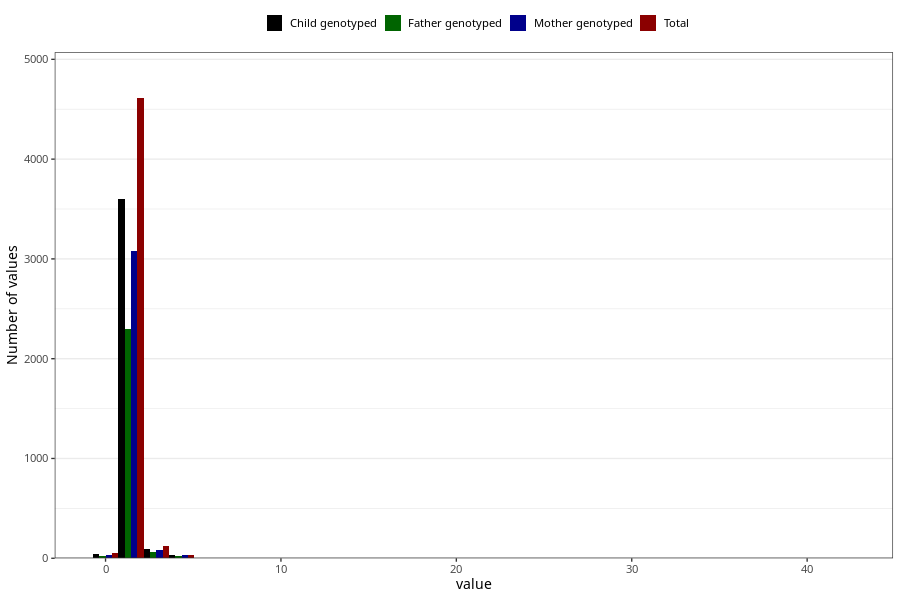 Child genotyped Father genotyped Mother genotyped Total
5000
4000
3000
2000
1000
0
Number of values
0 10 20 30 40
value